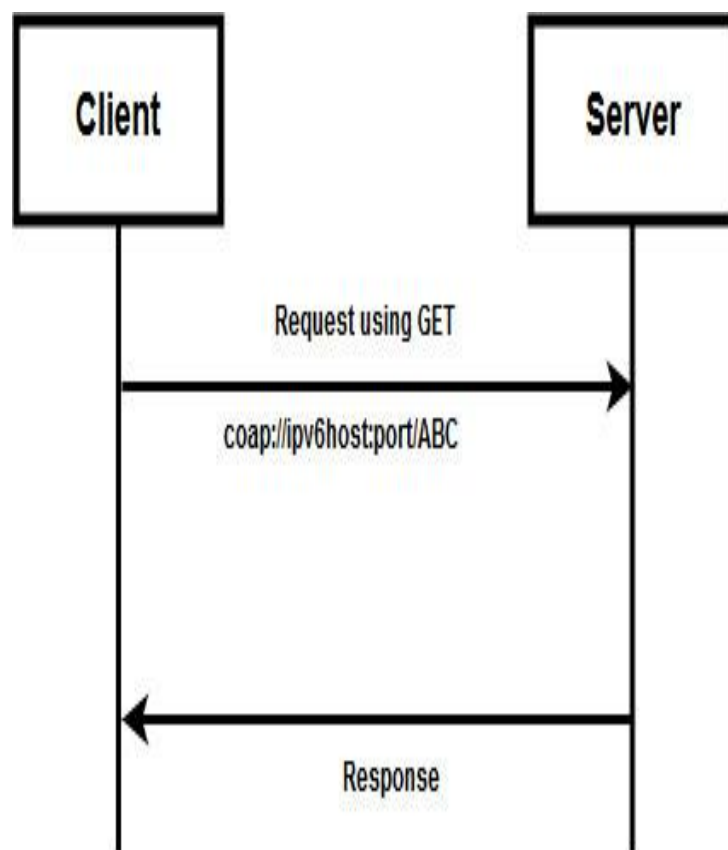 Client
Server
Request using GET
coap://ipv6host:port/ABC
Response